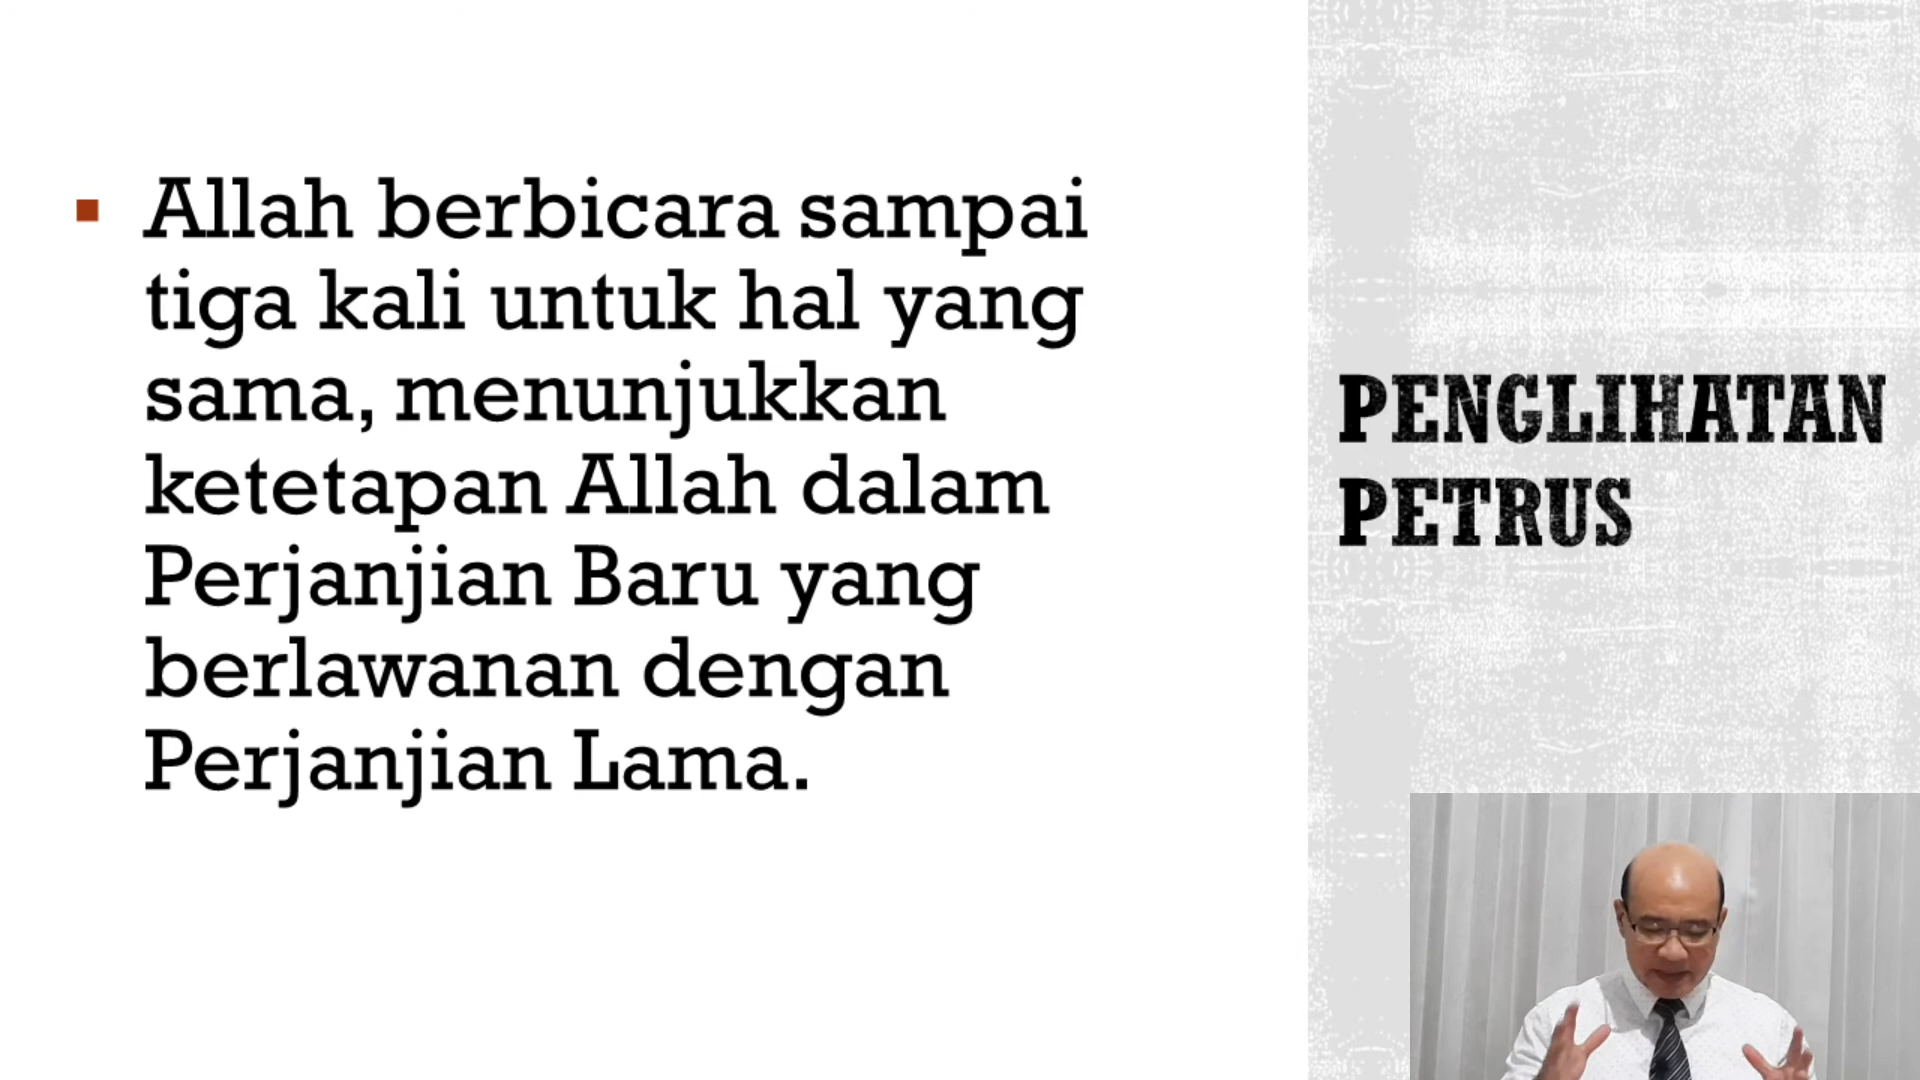 Allah berbicara sampai
tiga kali untuk hal yang
sama, menunjukkan
ketetapan Allah dalam
Perjanjian Baru yang
berlawanan dengan
Perjanjian Lama.
PENGLIHATAN
PETRUS